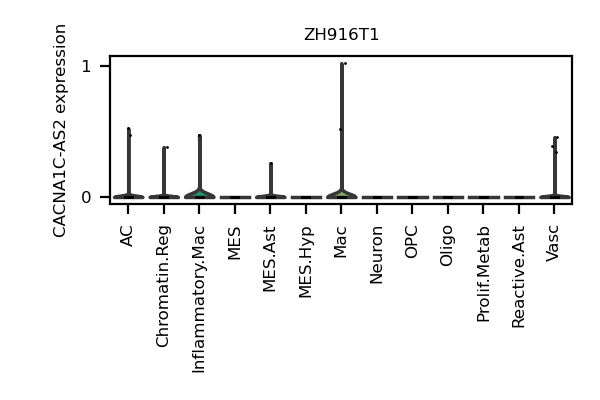 ZH916T1
CACNA1C-AS2 expression
1
0
AC
Chromatin.Reg
Inflammatory.Mac
MES
MES.Ast
MES.Hyp
Mac
Neuron
OPC
Oligo
Prolif.Metab
Reactive.Ast
Vasc